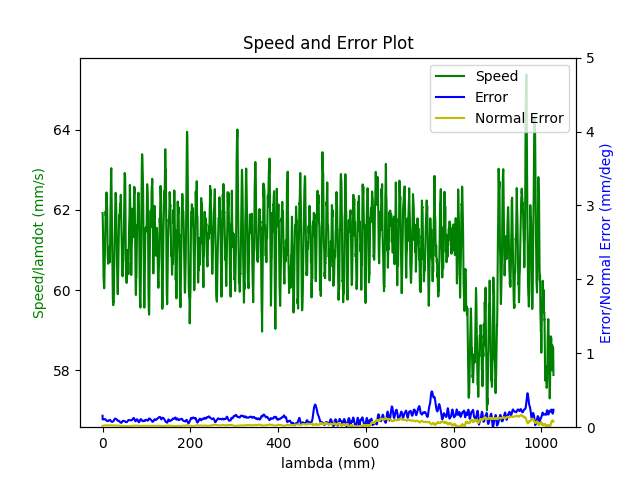 Speed and Error Plot
Speed
Error
Normal Error
Speed/lamdot (mm/s)
64
62
60
58
5
4
3
2
1
0
Error/Normal Error (mm/deg)
0
200
400
600
800
1000
lambda (mm)